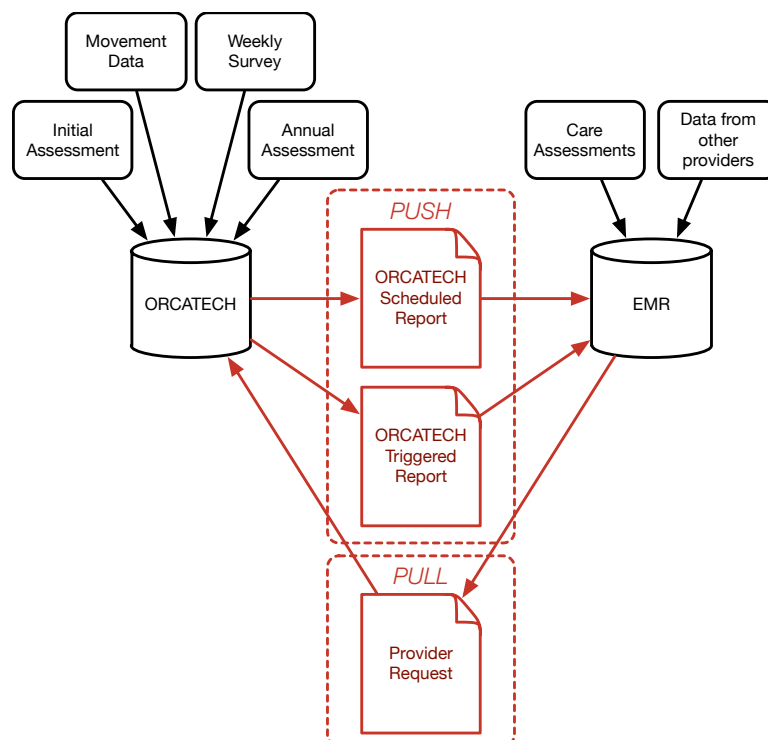 Movement
Data
Weekly
Survey
Initial
Assessment
Annual
Assessment
Care
Assessments
Data from
other
providers
PUSH
ORCATECH
ORCATECH
Scheduled
Report
EMR
ORCATECH
Triggered
Report
PULL
Provider
Request